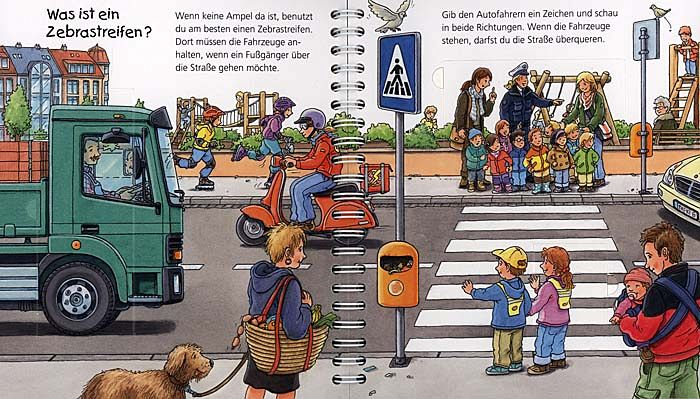 Was ist ein
Zebrastreifen?
Wenn keine Ampel da ist, benutzt
du am besten einen Zebrastreifen.
Dort müssen die Fahrzeuge an-
halten, wenn ein Fußgänger über
die Straße gehen möchte.
Gib den Autofahrern ein Zeichen und schau
in beide Richtungen. Wenn die Fahrzeuge
stehen, darfst du die Straße überqueren.